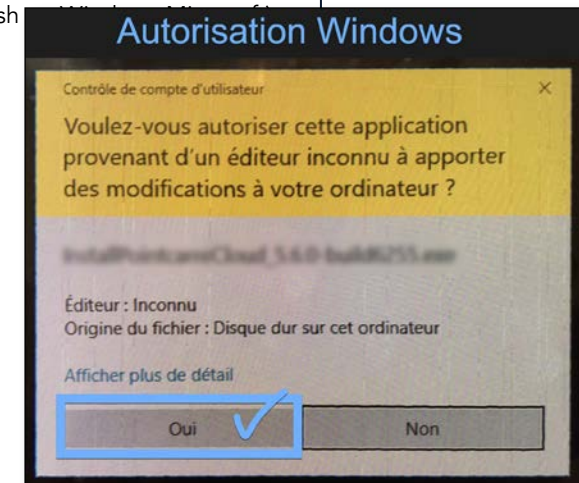 sh
Autorisation Windows
Contrôle de compte d'utilisateur
Voulez-vous autoriser cette application
provenant d'un éditeur inconnu à apporter
des modifications à votre ordinateur ?
Éditeur : Inconnu
Origine du fichier : Disque dur sur cet ordinateur
Afficher plus de détail
Oui
Non